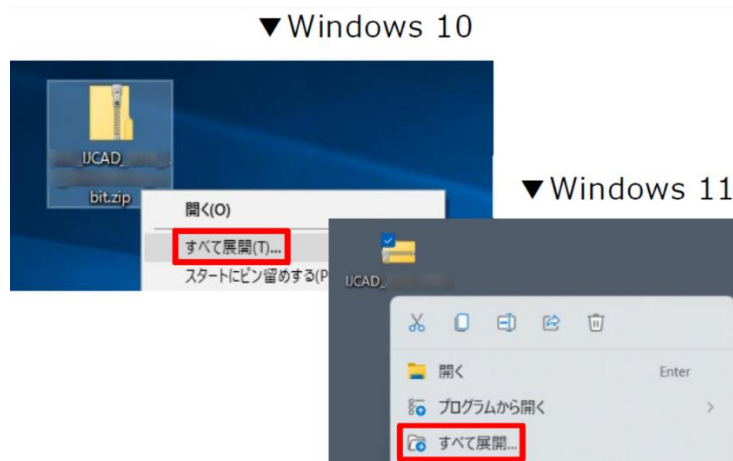 ▼Windows 10
IJCAD_
bit.zip
開く(O)
すべて展開(T)...
スタートにピン留めする(P
▼Windows 11
IJCAD_
開く Enter
プログラムから開く
すべて展開...